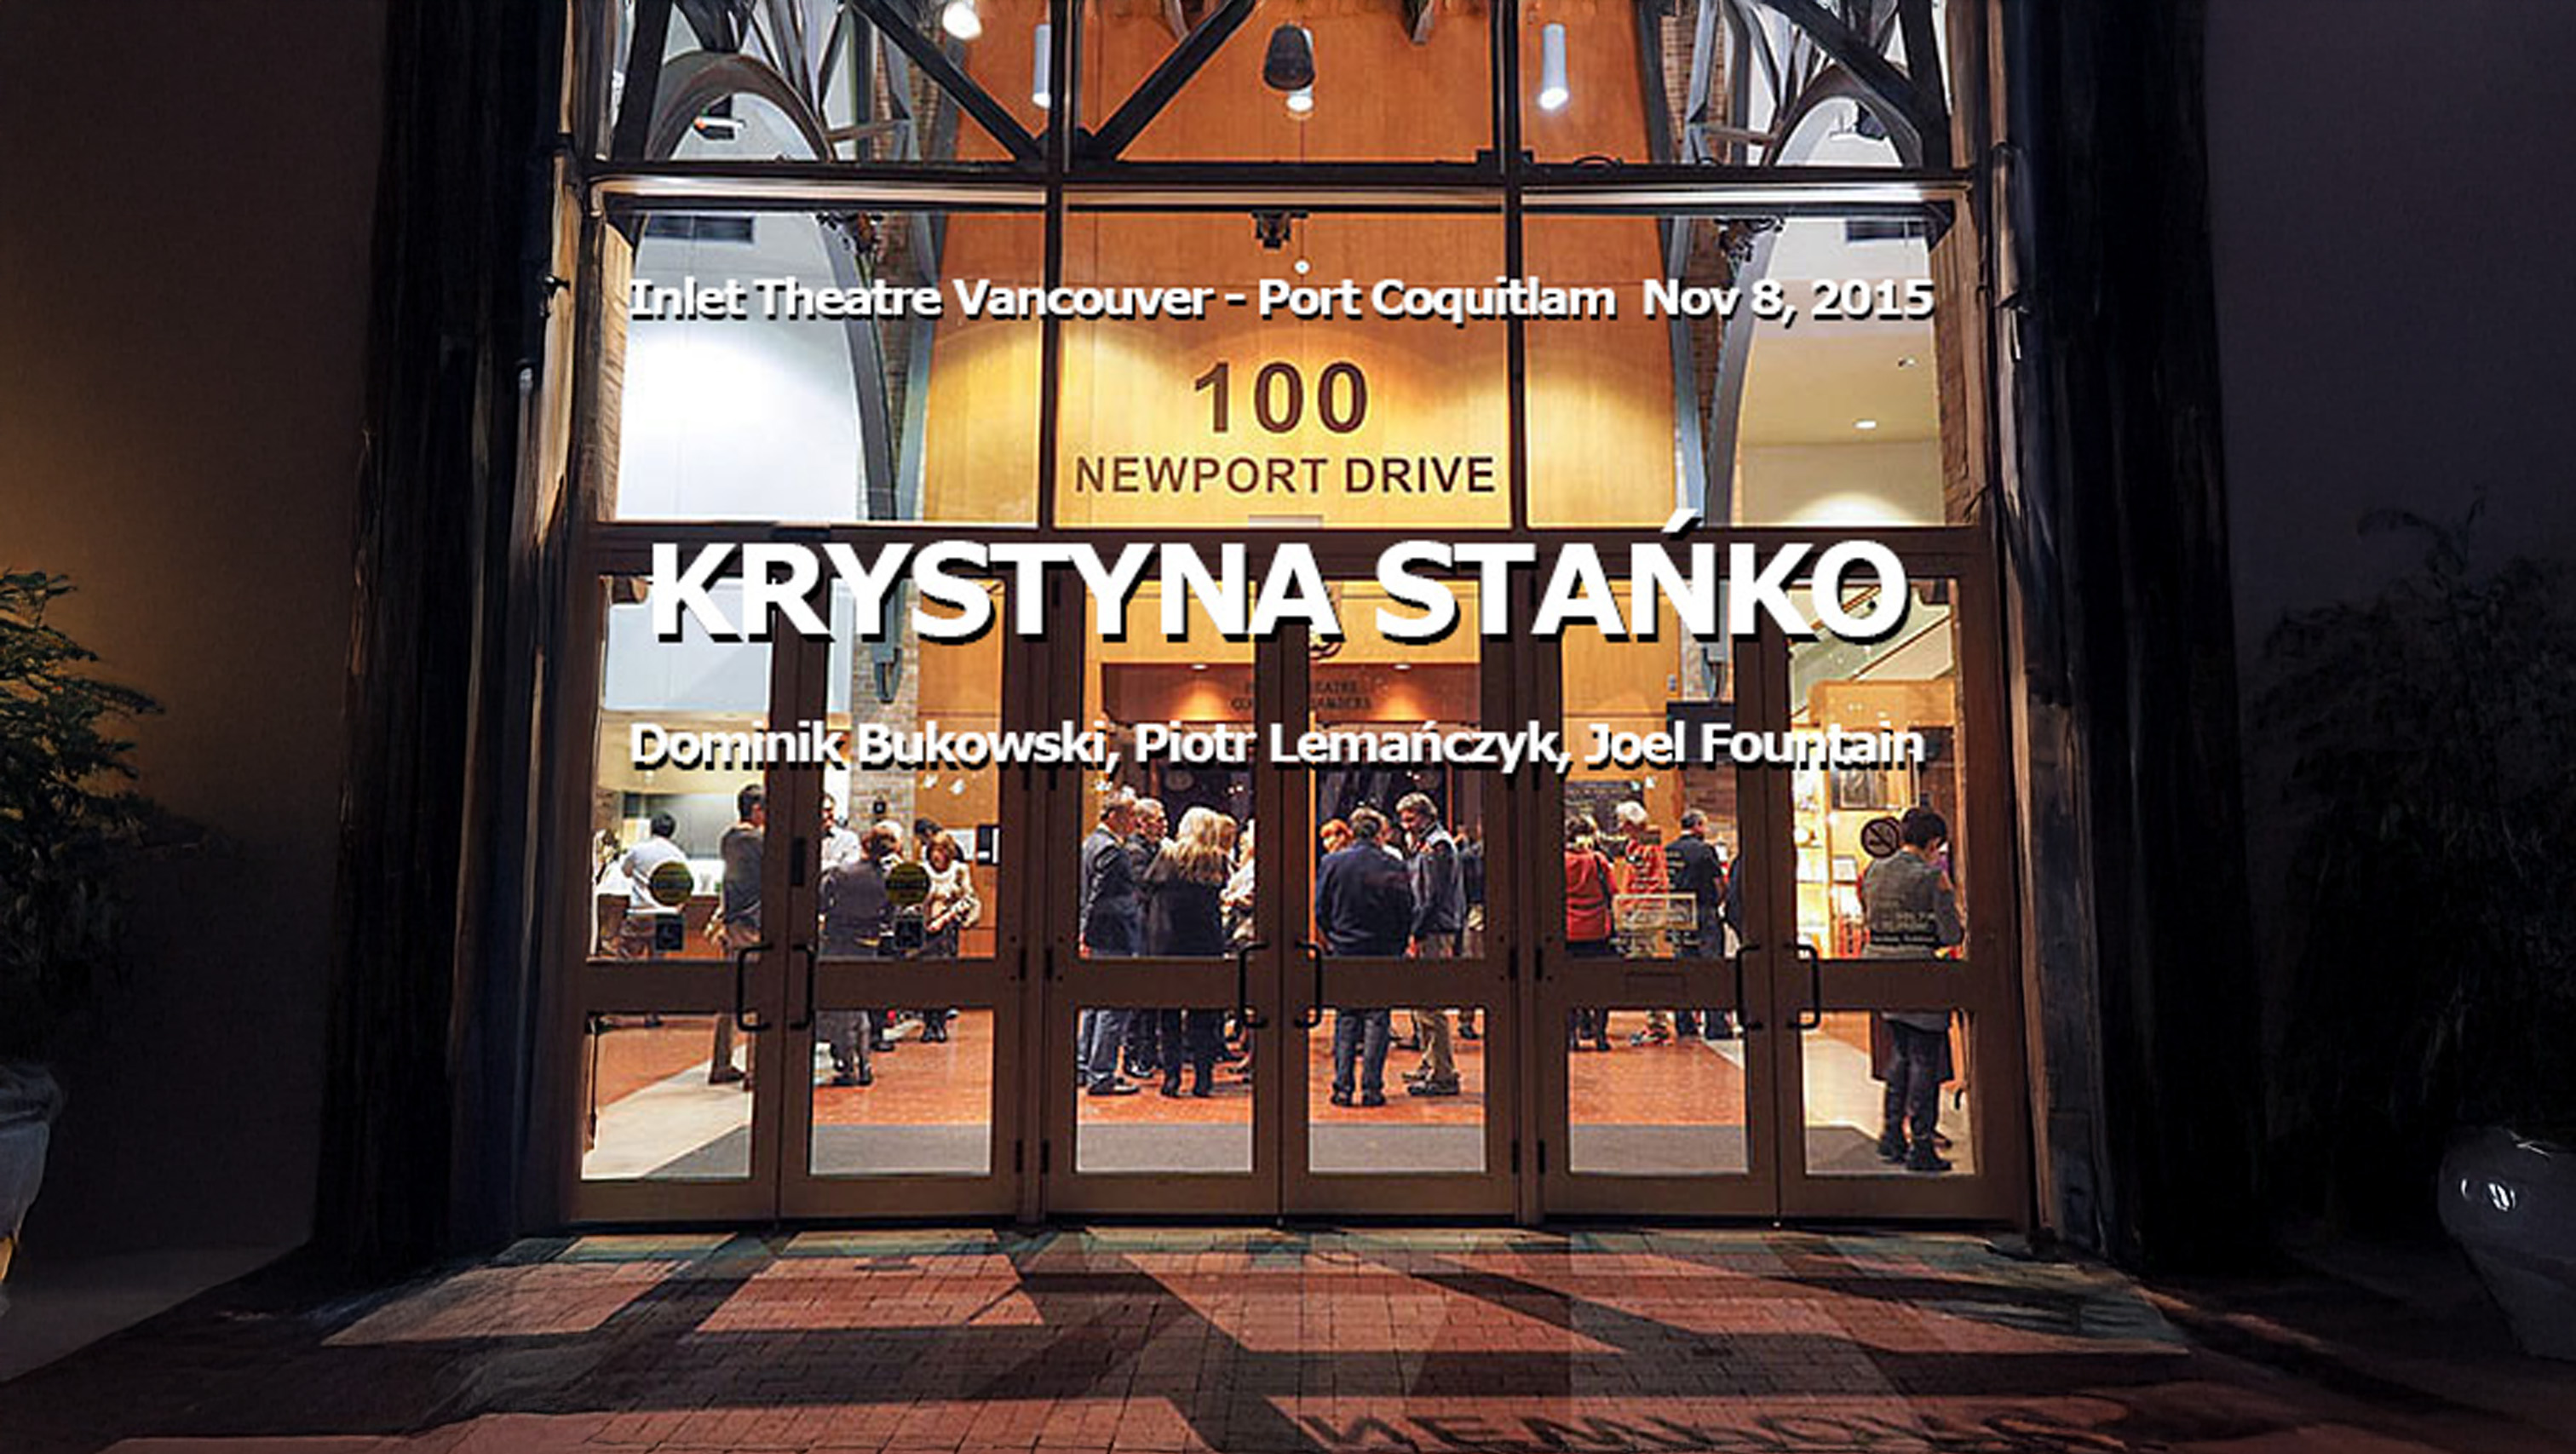 Inlet Theatre Vancouver - Port Coquitlam  Nov 8, 2015
100
NEWPORT DRIVE
KRYSTYNA STAŃKO
Dominik Bukowski, Piotr Lemańczyk, Joel Fountain